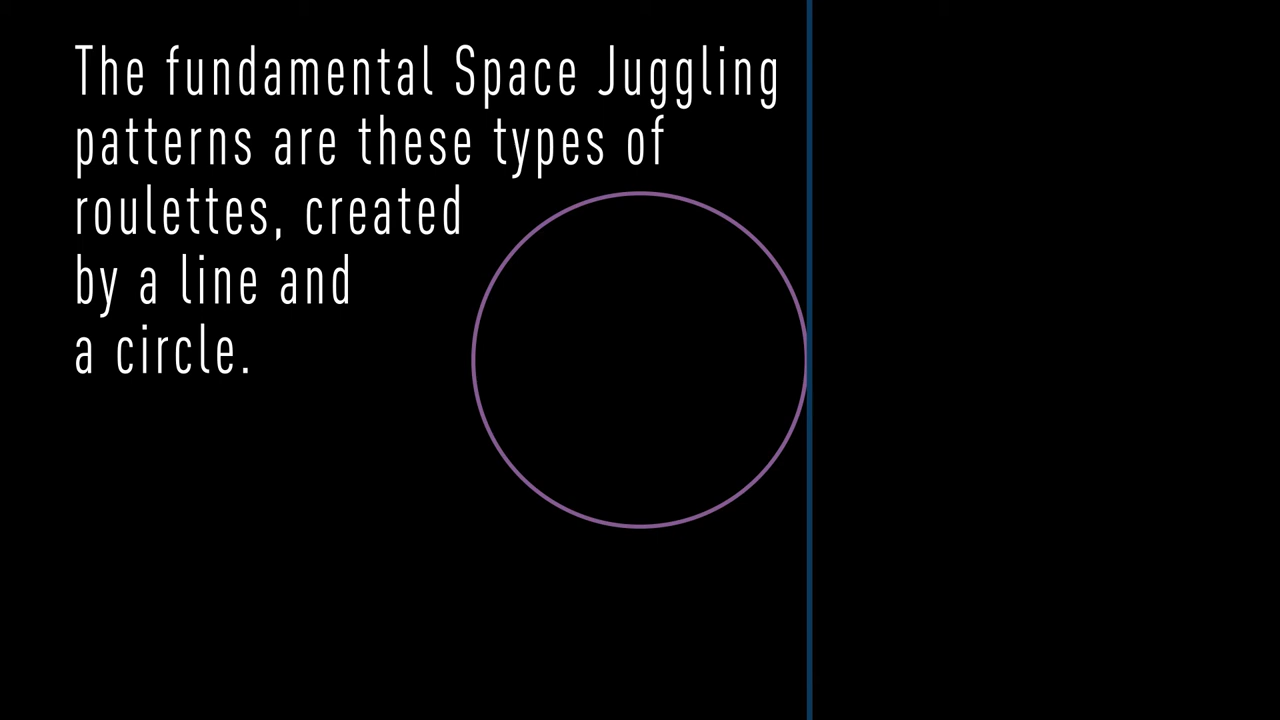 The fundamental Space Juggling
patterns are these types of
roulettes, created
by a line and
a circle.